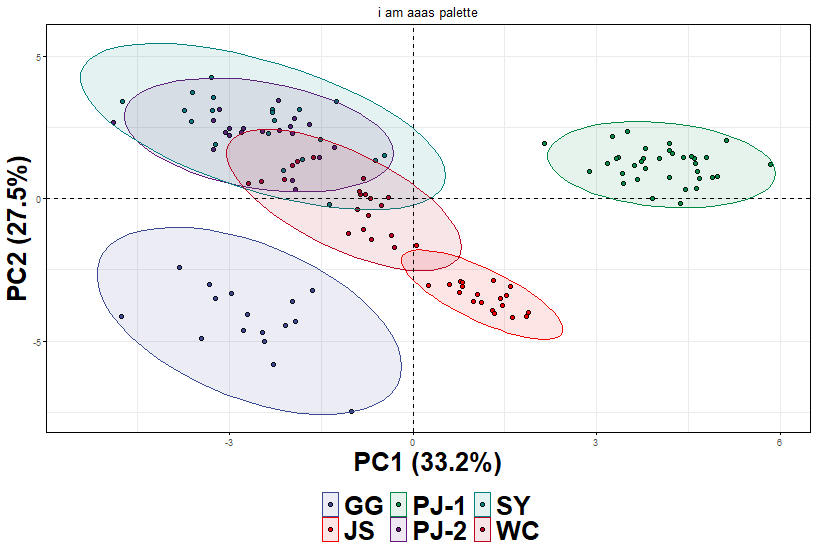 i am aaas palette
PC2 (27.5%)
5
0
-5
-3
0
3
6
PC1 (33.2%)
GG PJ-1 SY
JS PJ-2 WC